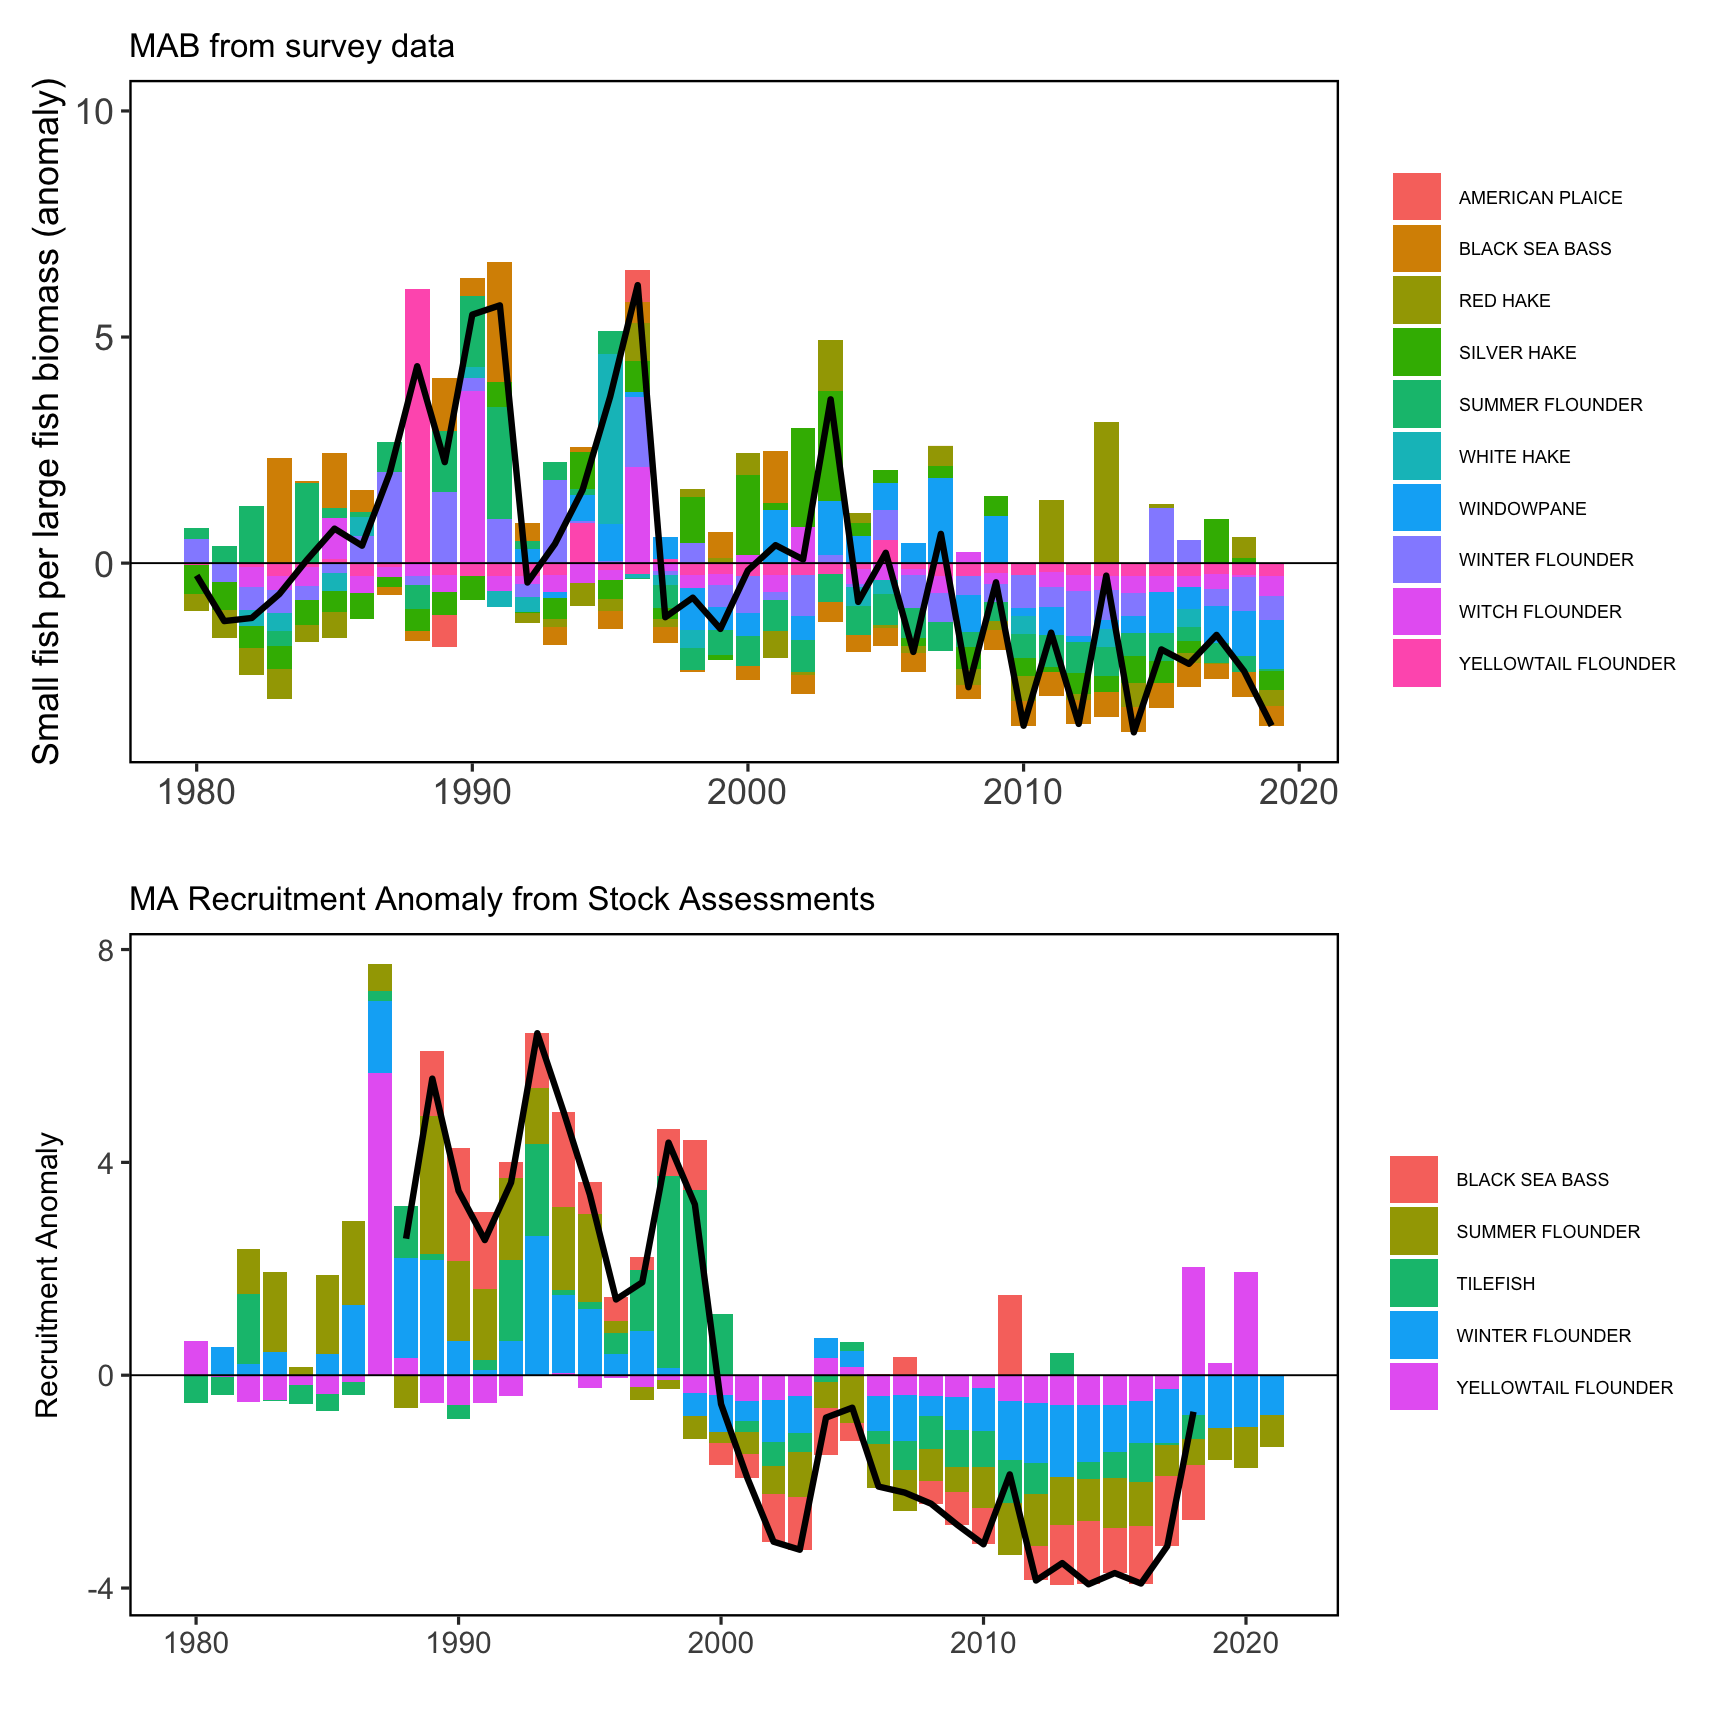 MAB from survey data
Small fish per large fish biomass (anomaly)
10
5
0
1980
1990
2000
2010
2020
AMERICAN PLAICE
BLACK SEA BASS
RED HAKE
SILVER HAKE
SUMMER FLOUNDER
WHITE HAKE
WINDOWPANE
WINTER FLOUNDER
WITCH FLOUNDER
YELLOWTAIL FLOUNDER
MA Recruitment Anomaly from Stock Assessments
Recruitment Anomaly
8
4
0
-4
1980
1990
2000
2010
2020
BLACK SEA BASS
SUMMER FLOUNDER
TILEFISH
WINTER FLOUNDER
YELLOWTAIL FLOUNDER